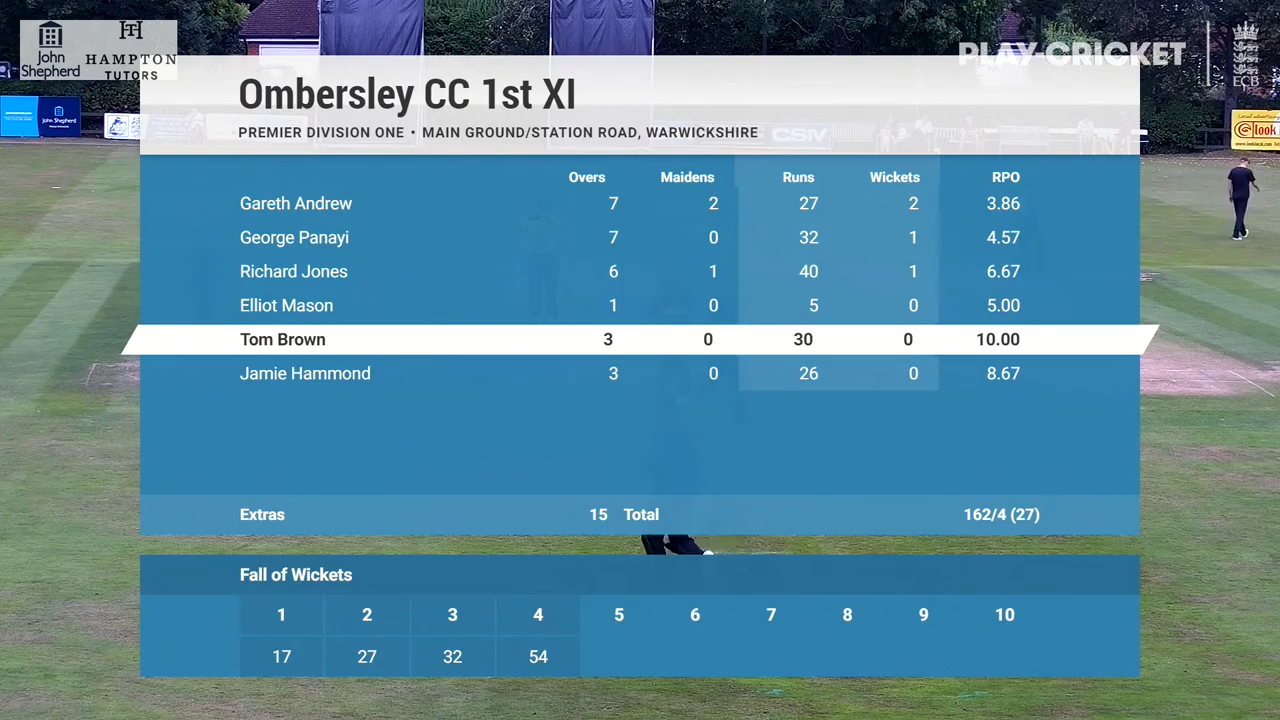 John
Shepherd
HAMPTON
TUTORS
PLAY-CRICKET
ECB
Ombersley CC 1st XI
PREMIER DIVISION ONE • MAIN GROUND/STATION ROAD, WARWICKSHIRE
John Shepherd
look
Overs Maidens Runs Wickets RPO
Gareth Andrew 7 2 27 2 3.86
George Panayi 7 0 32 1 4.57
Richard Jones 6 1 40 1 6.67
Elliot Mason 1 0 5 0 5.00
Tom Brown 3 0 30 0 10.00
Jamie Hammond 3 0 26 0 8.67
Extras 15 Total 162/4 (27)
Fall of Wickets
1 2 3 4 5 6 7 8 9 10
17 27 32 54